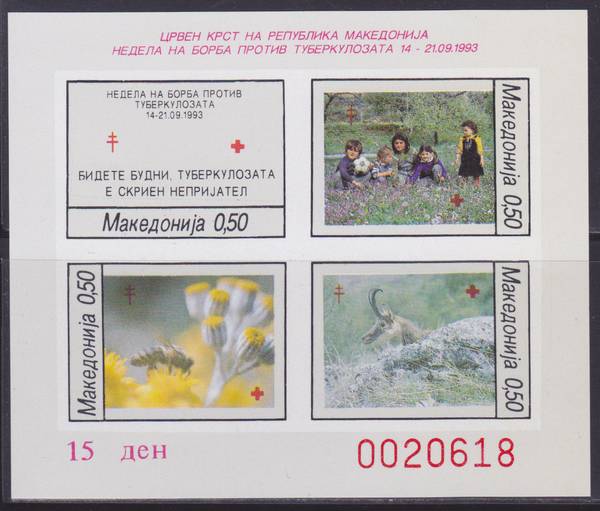 ЦРВЕН КРСТ НА РЕПУБЛИКА МАКЕДОНИЈА
НЕДЕЛА НА БОРБА ПРОТИВ ТУБЕРКУЛОЗАТА 14 - 21.09.1993
НЕДЕЛА НА БОРБА ПРОТИВ
ТУБЕРКУЛОЗАТА
14-21.09.1993
БИДЕТЕ БУДНИ, ТУБЕРКУЛОЗАТА
Е СКРИЕН НЕПРИЈАТЕЛ
Македонија 0,50
Македонија 0,50
Македонија 0,50
Македонија 0,50
15 ден
0020618